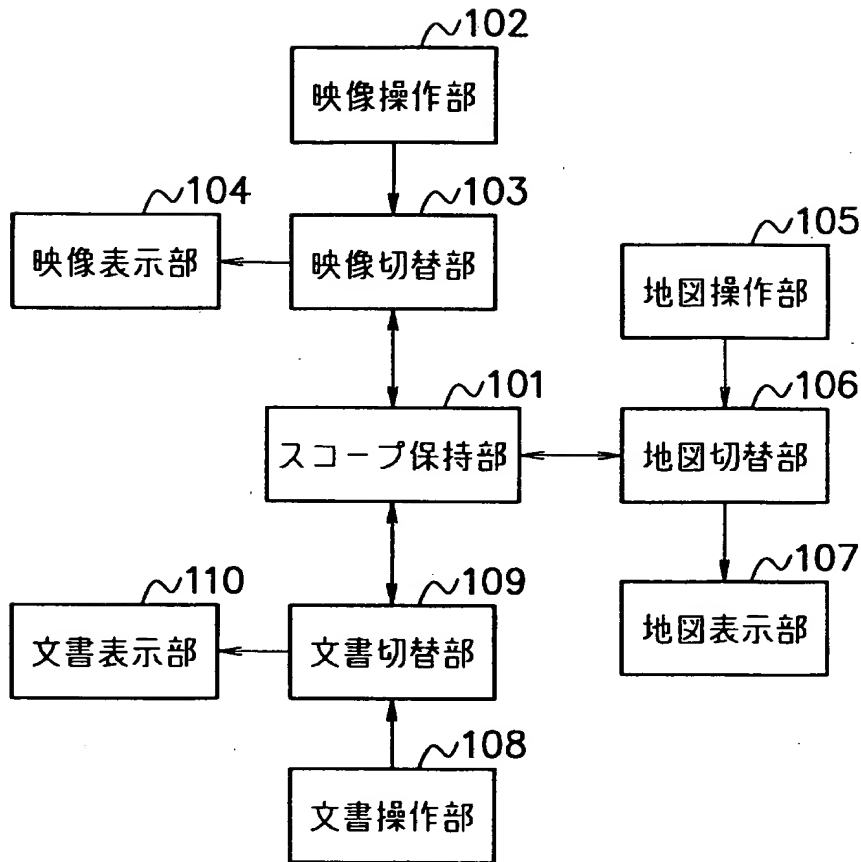 102
映像操作部
104
映像表示部
103
映像切替部
105
地図操作部
101
スコープ保持部
106
地図切替部
110
文書表示部
109
文書切替部
107
地図表示部
108
文書操作部